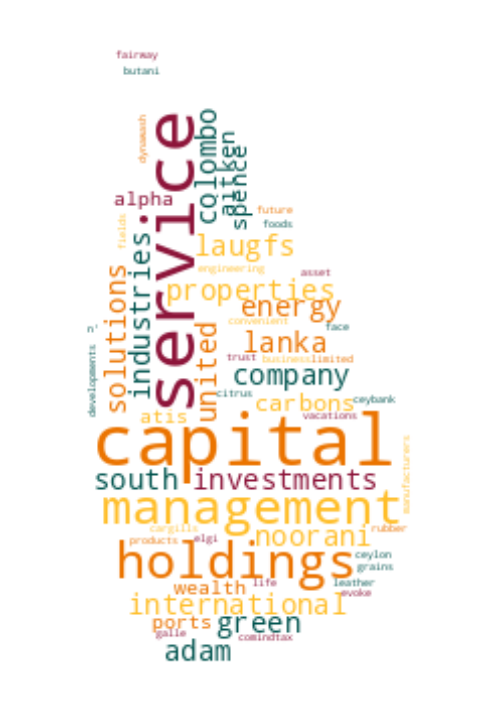 fairway
butani
dynawash
service
colombo
aitken
spence
alpha
future
foods
fields
industries
laugfs
engineering
asset
solutions
properties
energy
convenient
face
n'
united
lanka
trust
business
limited
developments
company
citrus
carbons
ceybank
atis
vacations
capital
manufacturers
south
investments
management
cargills
noorani
rubber
products
elgi
holdings
ceylon
grains
wealth
life
leather
evoke
international
ports
green
galle
comindtax
adam